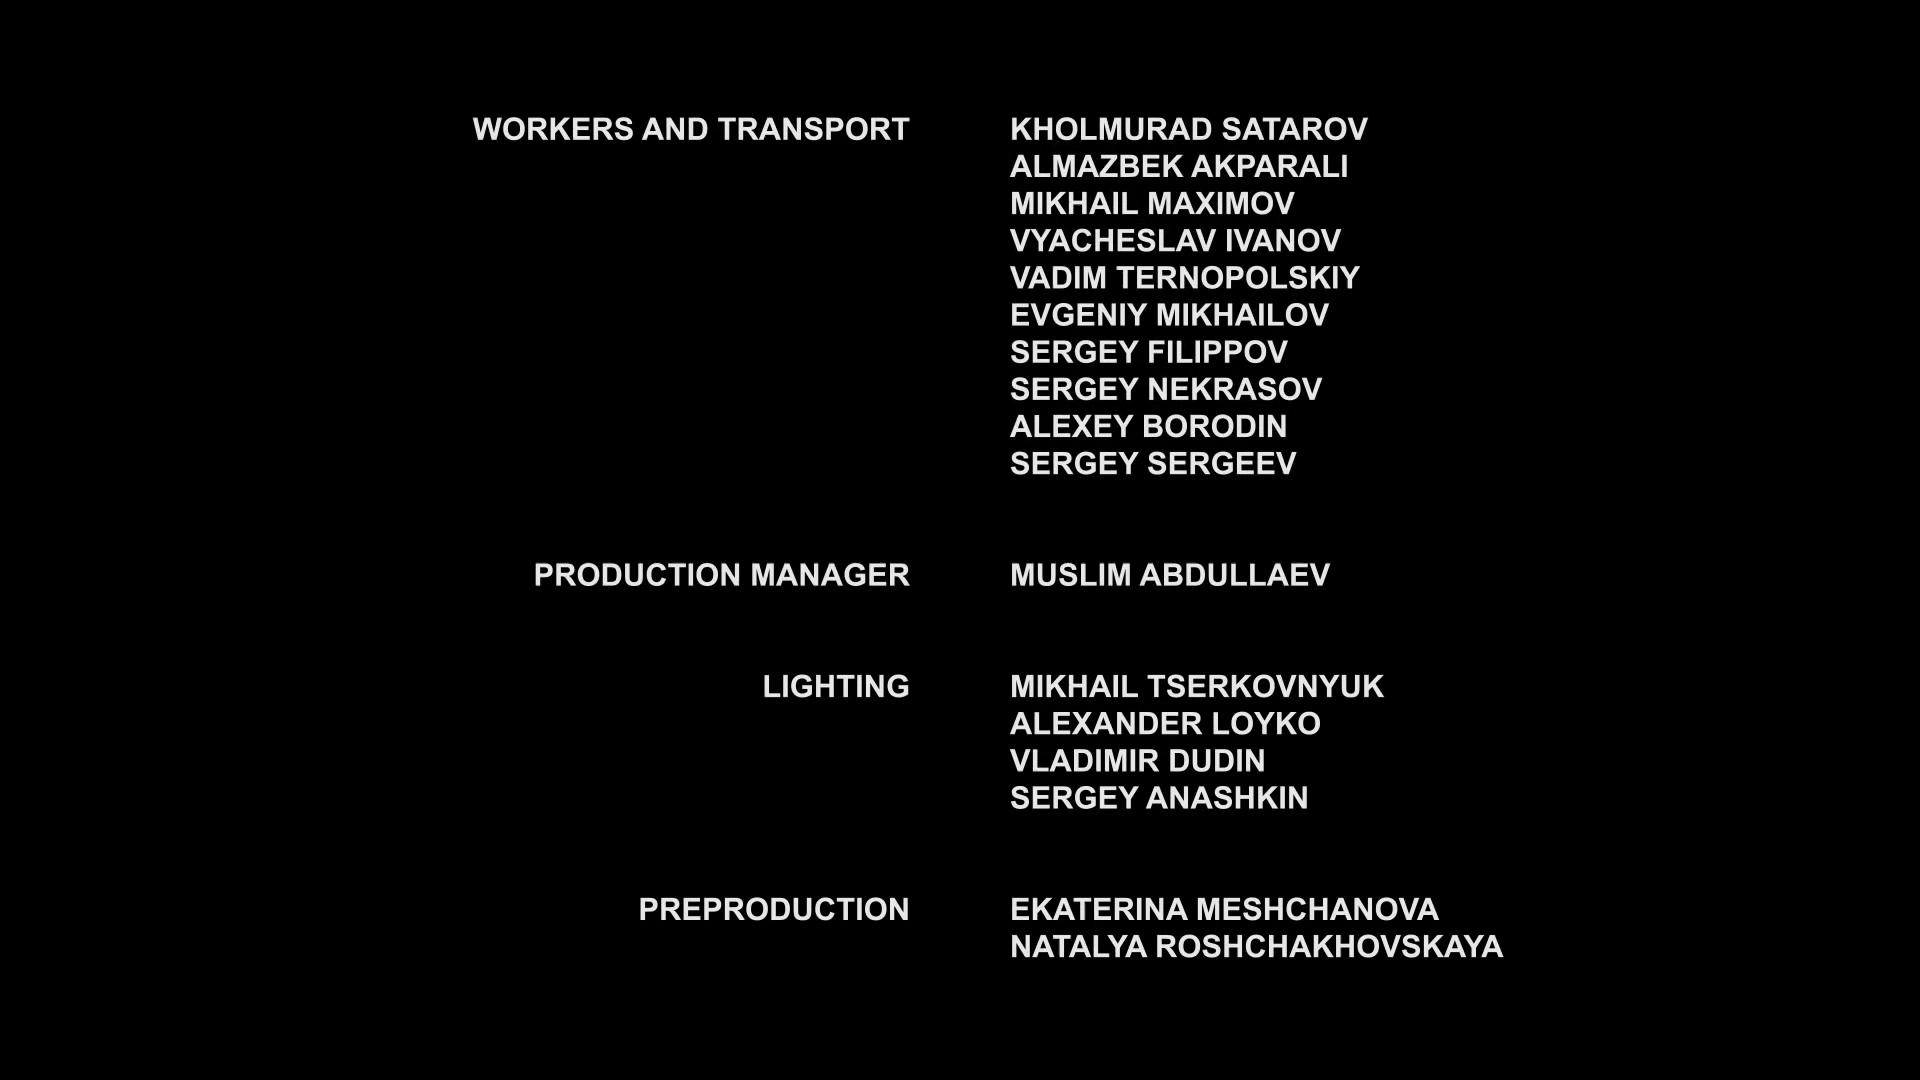 WORKERS AND TRANSPORT KHOLMURAD SATAROV
ALMAZBEK AKPARALI
MIKHAIL MAXIMOV
VYACHESLAV IVANOV
VADIM TERNOPOLSKIY
EVGENIY MIKHAILOV
SERGEY FILIPPOV
SERGEY NEKRASOV
ALEXEY BORODIN
SERGEY SERGEEV
PRODUCTION MANAGER MUSLIM ABDULLAEV
LIGHTING MIKHAIL TSERKOVNYUK
ALEXANDER LOYKO
VLADIMIR DUDIN
SERGEY ANASHKIN
PREPRODUCTION EKATERINA MESHCHANOVA
NATALYA ROSHCHAKHOVSKAYA